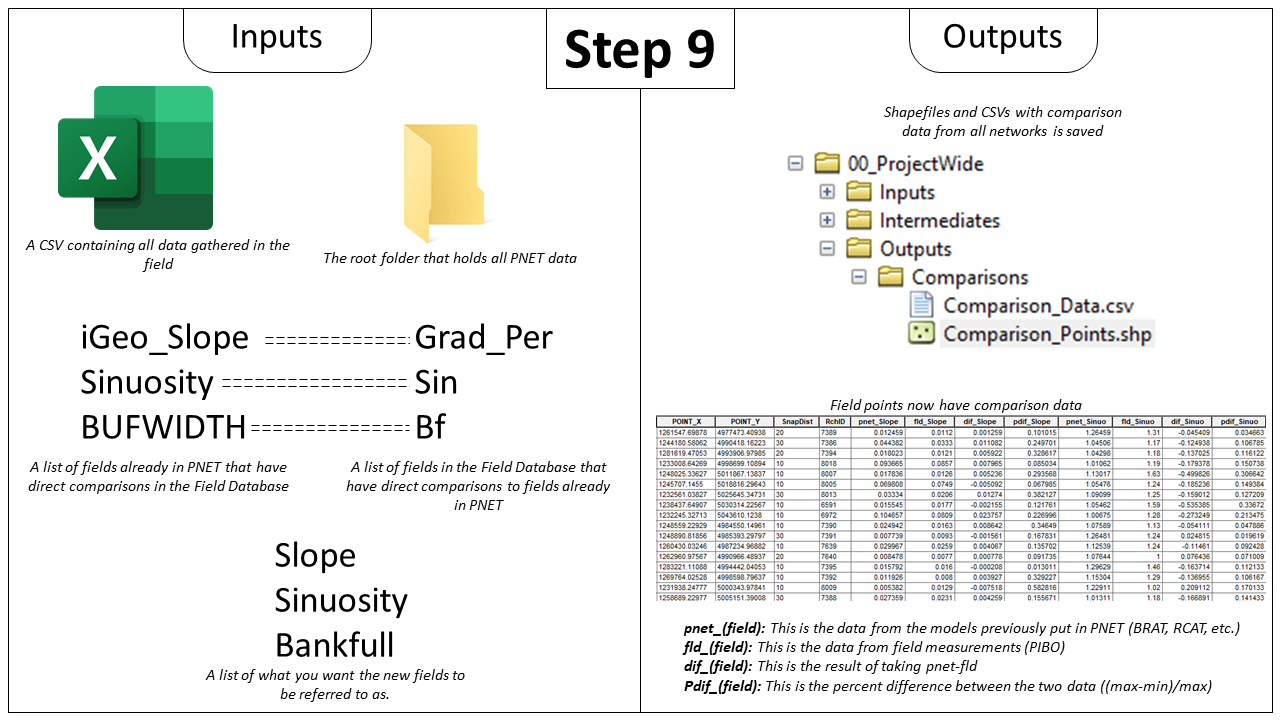 Inputs
Step 9
Outputs
X
A CSV containing all data gathered in the
field
The root folder that holds all PNET data
iGeo_Slope ============= Grad_Per
Sinuosity ================= Sin
BUFWIDTH ============== Bf
A list of fields already in PNET that have
direct comparisons in the Field Database
A list of fields in the Field Database that
have direct comparisons to fields already
in PNET
Slope
Sinuosity
Bankfull
A list of what you want the new fields to
be referred to as.
Shapefiles and CSVs with comparison
data from all networks is saved
00_ProjectWide
Inputs
Intermediates
Outputs
Comparisons
Comparison_Data.csv
Comparison_Points.shp
Field points now have comparison data
POINT_X POINT_Y SnapDist RchID pnet_Slope fld_Slope dif_Slope pdif_Slope pnet_Sinuo fld_Sinuo dif_Sinuo pdif_Sinuo
1261547.69878 4977473.40938 20 7389 0.012459 0.0112 0.001259 0.101015 1.26459 1.31 -0.045409 0.034663
1244180.58062 4990418.16223 30 7386 0.044382 0.0333 0.011082 0.249701 1.04506 1.17 -0.124938 0.106785
1281619.47053 4993906.97985 20 7394 0.018023 0.0121 0.005922 0.328617 1.04298 1.18 -0.137025 0.116122
1233008.64269 4998699.10894 10 8018 0.093665 0.0857 0.007965 0.085034 1.01062 1.19 -0.179378 0.150738
1248025.33627 5011867.13837 10 8007 0.017836 0.0126 0.005236 0.293568 1.13017 1.63 -0.499826 0.306642
1245707.1455 5018816.29643 10 8005 0.069808 0.0749 -0.005092 0.067985 1.05476 1.24 -0.185236 0.149384
1232561.03827 5025645.34731 30 8013 0.03334 0.0206 0.01274 0.382127 1.09099 1.25 -0.159012 0.127209
1238437.64907 5030314.22567 10 6591 0.015545 0.0177 -0.002155 0.121761 1.05462 1.59 -0.535385 0.33672
1232245.32713 5043610.1238 10 6972 0.104657 0.0809 0.023757 0.226996 1.00675 1.28 -0.273249 0.213475
1248559.22929 4984550.14961 10 7390 0.024942 0.0163 0.008642 0.34649 1.07589 1.13 -0.054111 0.047886
1248890.81856 4985393.29797 30 7391 0.007739 0.0093 -0.001561 0.167831 1.26481 1.24 0.024815 0.019619
1260430.03246 4987234.96882 10 7639 0.029967 0.0259 0.004067 0.135702 1.12539 1.24 -0.11461 0.092428
1262960.97567 4990966.48937 20 7640 0.008478 0.0077 0.000778 0.091735 1.07644 1 0.076436 0.071009
1283221.11088 4994442.04053 10 7395 0.015792 0.016 -0.000208 0.013011 1.29629 1.46 -0.163714 0.112133
1269764.02528 4998598.79637 10 7392 0.011926 0.008 0.003927 0.329227 1.15304 1.29 -0.136955 0.106167
1231938.24777 5000343.97841 10 8009 0.005382 0.0129 -0.007518 0.582816 1.22911 1.02 0.209112 0.170133
1258689.22977 5005151.39008 30 7388 0.027359 0.0231 0.004259 0.155671 1.01311 1.18 -0.166891 0.141433
pnet_(field): This is the data from the models previously put in PNET (BRAT, RCAT, etc.)
fld_(field): This is the data from field measurements (PIBO)
dif_(field): This is the result of taking pnet-fld
Pdif_(field): This is the percent difference between the two data ((max-min)/max)